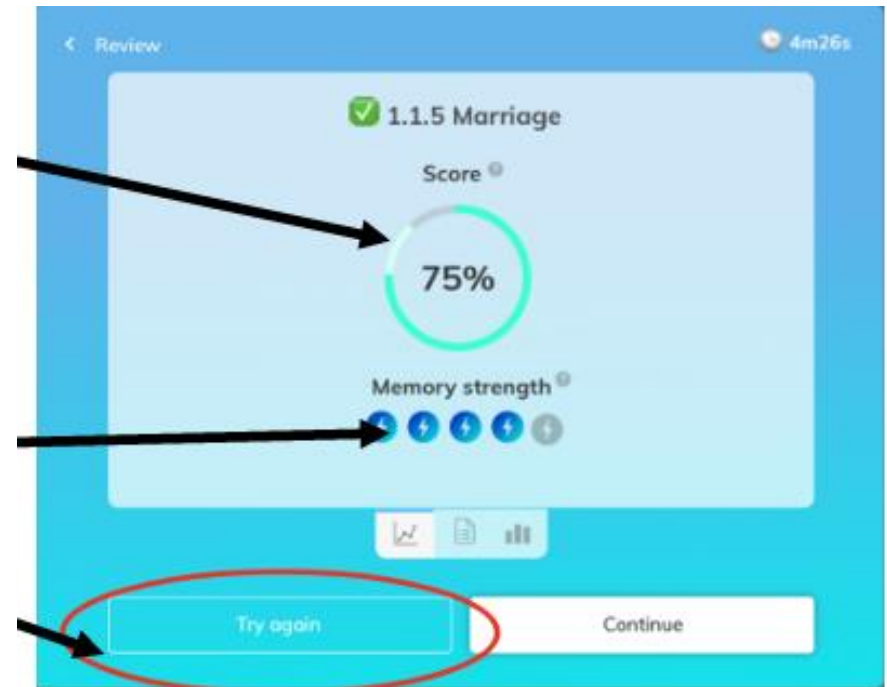 < Review
4m26s
1.1.5 Marriage
Score ?
75%
Memory strength ?
Try again
Continue